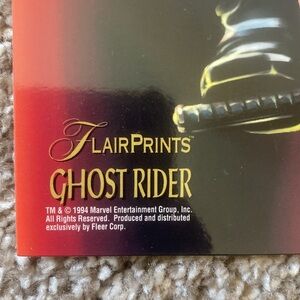 FLAIRPRINTS™
GHOST RIDER
TM & © 1994 Marvel Entertainment Group, Inc.
All Rights Reserved. Produced and distributed
exclusively by Fleer Corp.